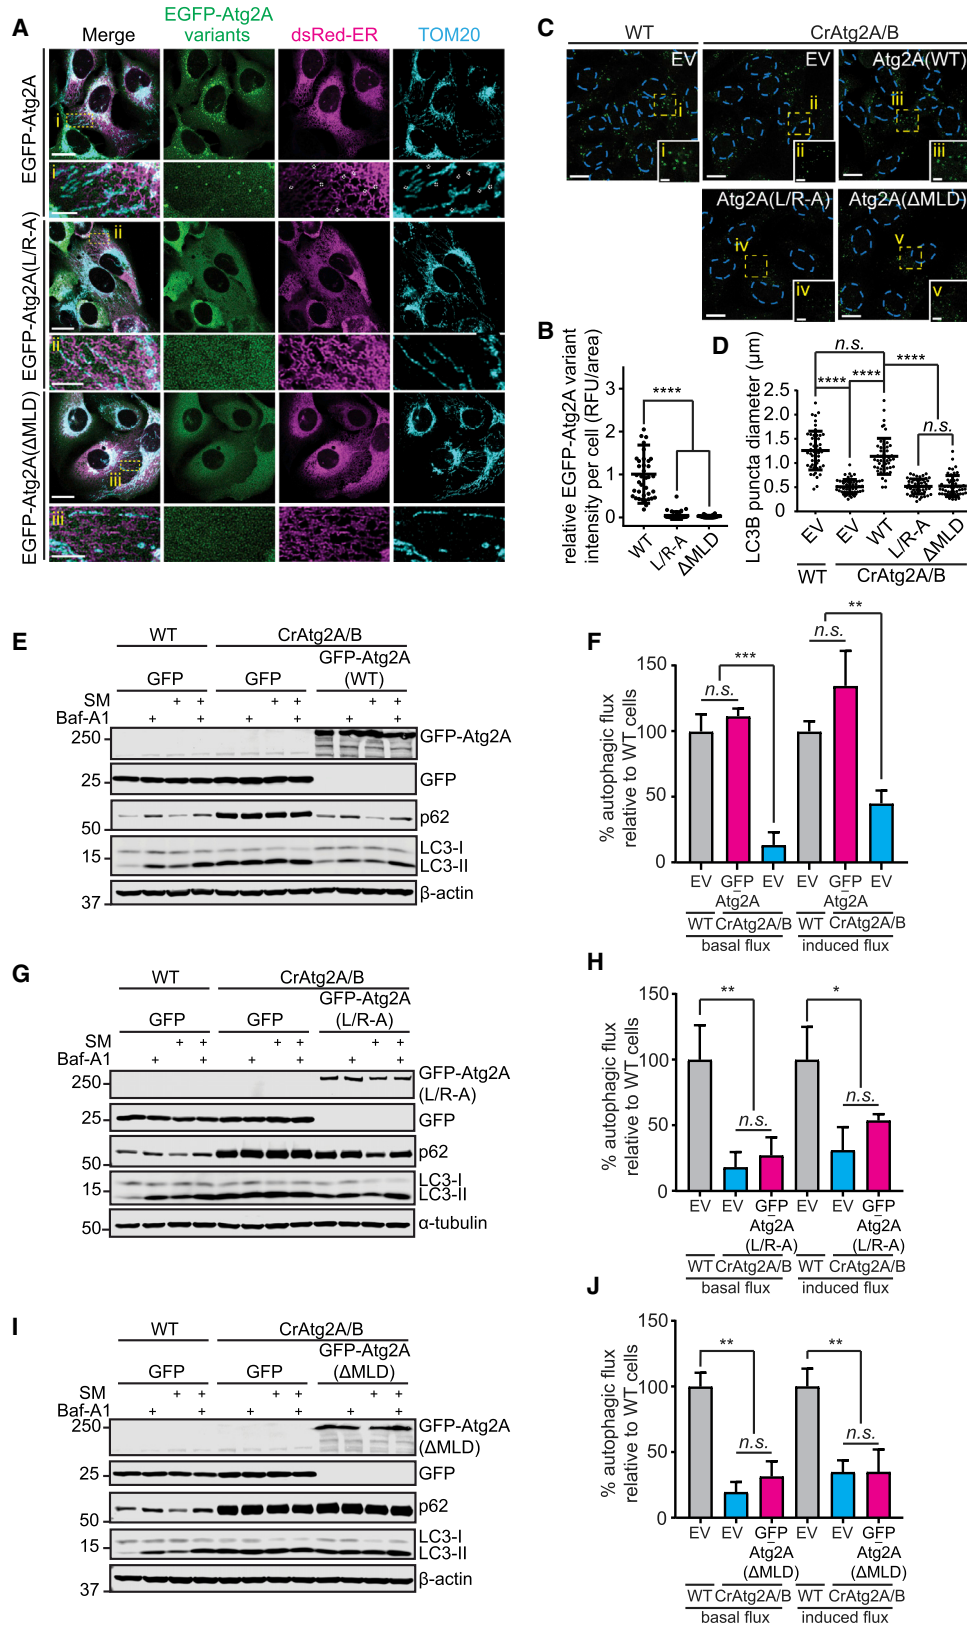 A
EGFP-Atg2A
variants
Merge
dsRed-ER
TOM20
EGFP-Atg2A
i
i
EGFP-Atg2A(L/R-A)
ii
ii
EGFP-Atg2A(ΔMLD)
iii
iii
B
relative EGFP-Atg2A variant
intensity per cell (RFU/area)
3
2
1
0
****
WT
L/R-A
ΔMLD
C
WT
CrAtg2A/B
EV
EV
Atg2A(WT)
i
ii
iii
i
ii
iii
Atg2A(L/R-A)
Atg2A(ΔMLD)
iv
v
iv
v
D
LC3B puncta diameter (µm)
2.5
2.0
1.5
1.0
0.5
0
n.s.
****
****
****
n.s.
EV
EV
WT
L/R-A
ΔMLD
WT
CrAtg2A/B
E
WT
CrAtg2A/B
GFP-Atg2A
(WT)
GFP
GFP
SM + + + + + +
Baf-A1 + + + + + +
250
GFP-Atg2A
25
GFP
50
p62
15
LC3-I
LC3-II
37
β-actin
F
% autophagic flux
relative to WT cells
150
100
50
0
n.s.
***
n.s.
**
EV GFP EV EV GFP EV
– –
Atg2A Atg2A
WT CrAtg2A/B WT CrAtg2A/B
basal flux induced flux
G
WT
CrAtg2A/B
GFP-Atg2A
(L/R-A)
GFP
GFP
SM + + + + + +
Baf-A1 + + + + + +
250
GFP-Atg2A
(L/R-A)
25
GFP
50
p62
15
LC3-I
LC3-II
50
α-tubulin
H
% autophagic flux
relative to WT cells
150
100
50
0
**
n.s.
*
n.s.
EV EV GFP EV EV GFP
– –
Atg2A Atg2A
(L/R-A) (L/R-A)
WT CrAtg2A/B WT CrAtg2A/B
basal flux induced flux
I
WT
CrAtg2A/B
GFP-Atg2A
(ΔMLD)
GFP
GFP
SM + + + + + +
Baf-A1 + + + + + +
250
GFP-Atg2A
(ΔMLD)
25
GFP
50
p62
15
LC3-I
LC3-II
37
β-actin
J
% autophagic flux
relative to WT cells
150
100
50
0
**
n.s.
**
n.s.
EV EV GFP EV EV GFP
– –
Atg2A Atg2A
(ΔMLD) (ΔMLD)
WT CrAtg2A/B WT CrAtg2A/B
basal flux induced flux